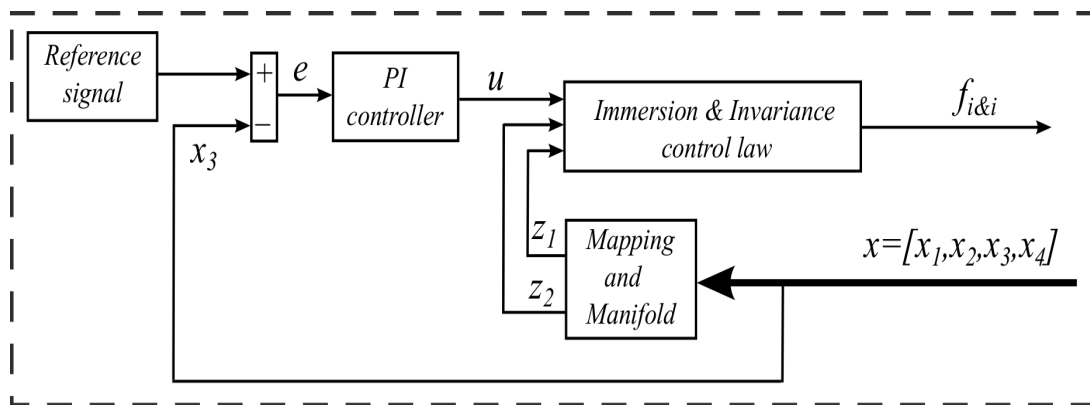 Reference
signal
+
−
e
PI
controller
u
Immersion & Invariance
control law
f_{i&i}
x_3
z_1
z_2
Mapping
and
Manifold
x=[x_1,x_2,x_3,x_4]